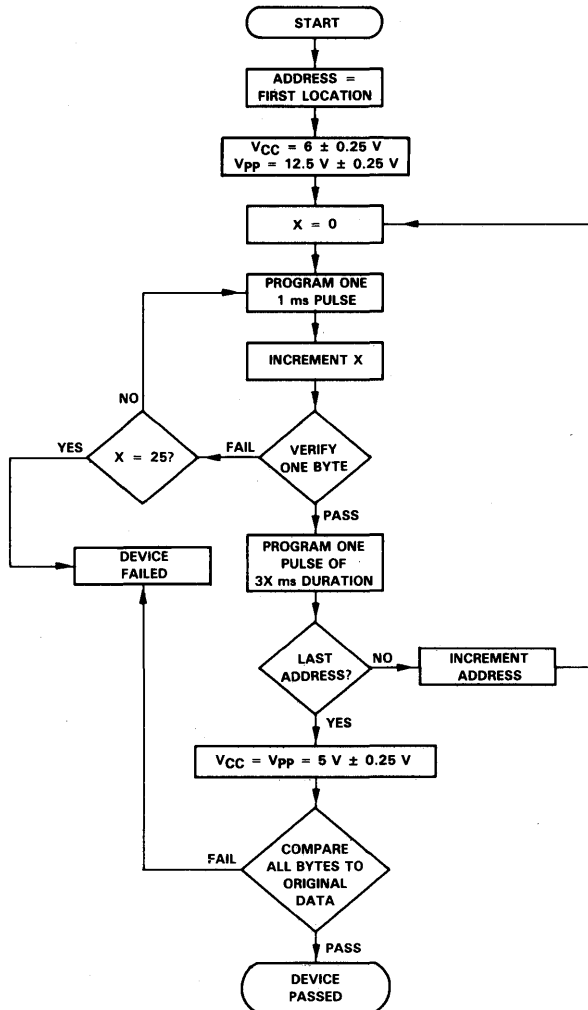 START
ADDRESS =
FIRST LOCATION
VCC = 6 ± 0.25 V
VPP = 12.5 V ± 0.25 V
X = 0
PROGRAM ONE
1 ms PULSE
INCREMENT X
NO
YES
X = 25?
FAIL
VERIFY
ONE BYTE
PASS
DEVICE
FAILED
PROGRAM ONE
PULSE OF
3X ms DURATION
LAST
ADDRESS?
NO
INCREMENT
ADDRESS
YES
VCC = VPP = 5 V ± 0.25 V
FAIL
COMPARE
ALL BYTES TO
ORIGINAL
DATA
PASS
DEVICE
PASSED